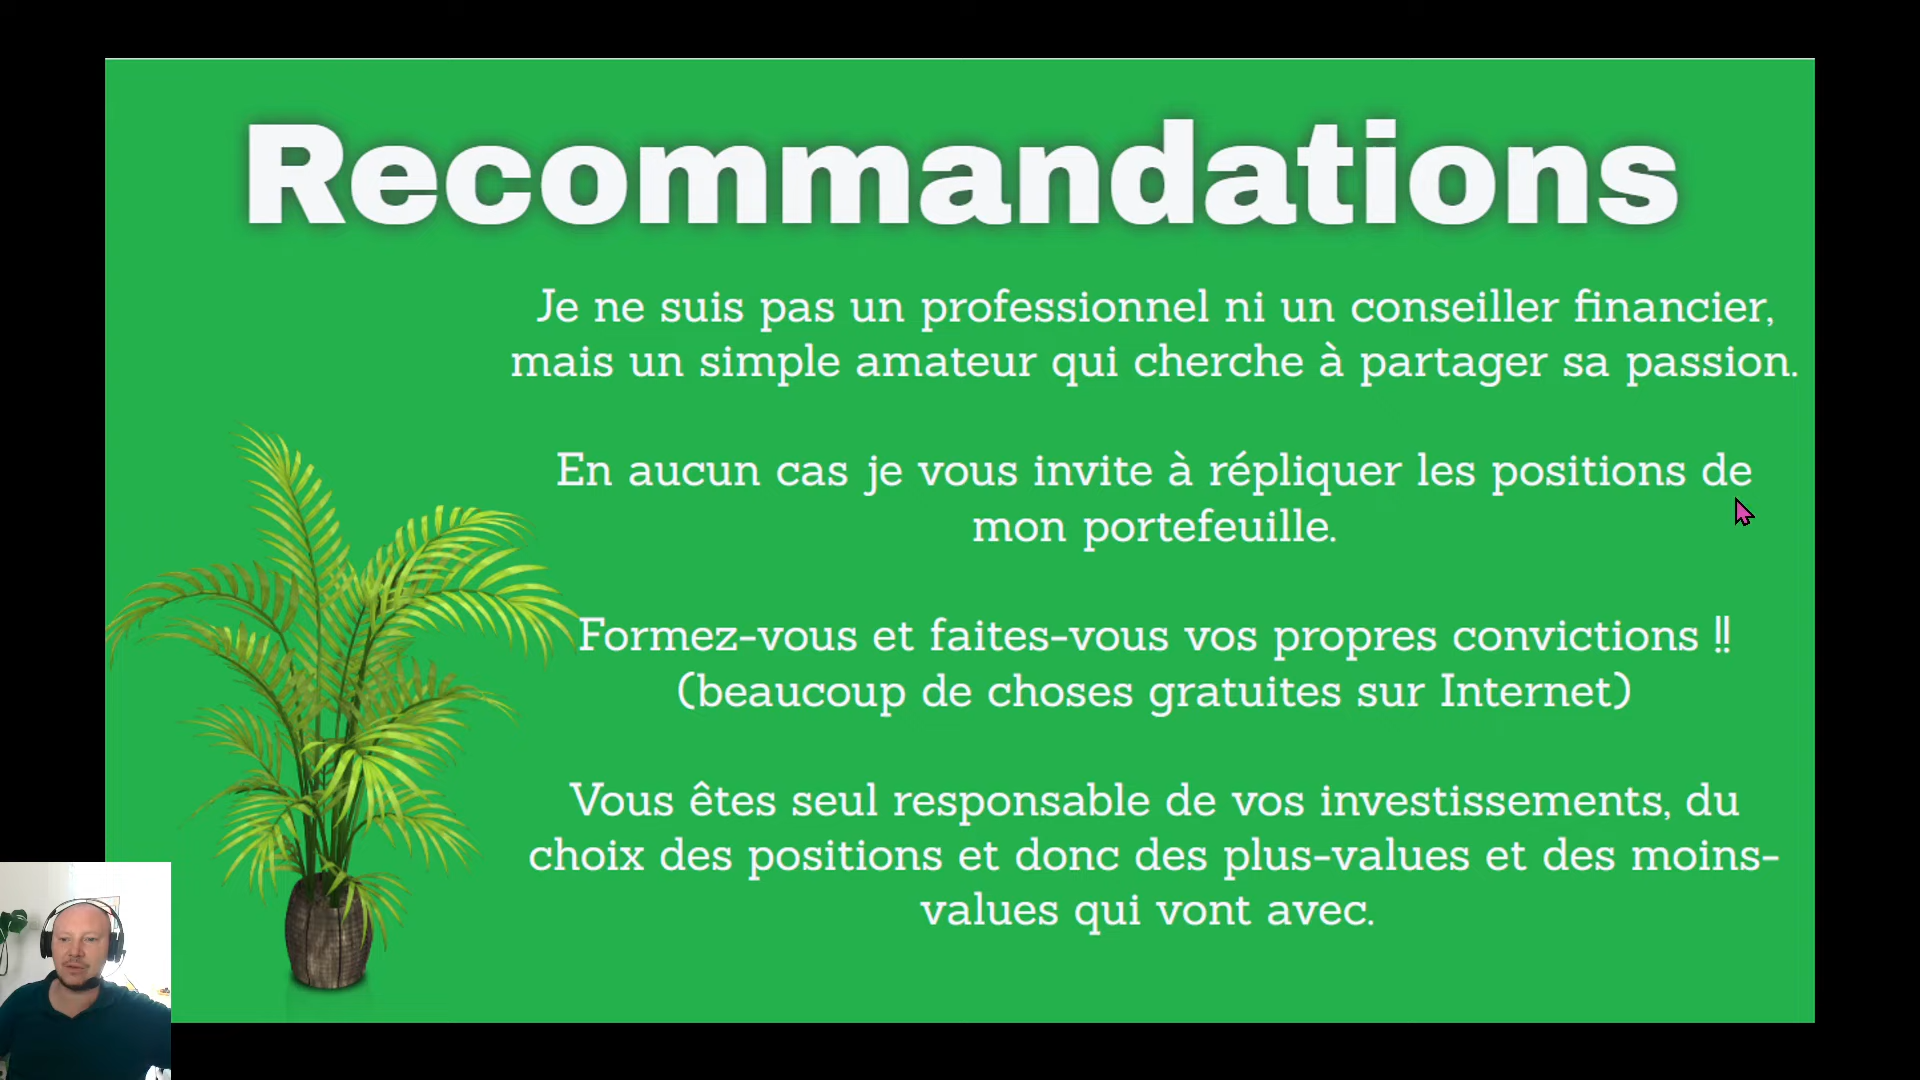 Recommandations
Je ne suis pas un professionnel ni un conseiller financier,
mais un simple amateur qui cherche à partager sa passion.
En aucun cas je vous invite à répliquer les positions de
mon portefeuille.
Formez-vous et faites-vous vos propres convictions !!
(beaucoup de choses gratuites sur Internet)
Vous êtes seul responsable de vos investissements, du
choix des positions et donc des plus-values et des moins-
values qui vont avec.